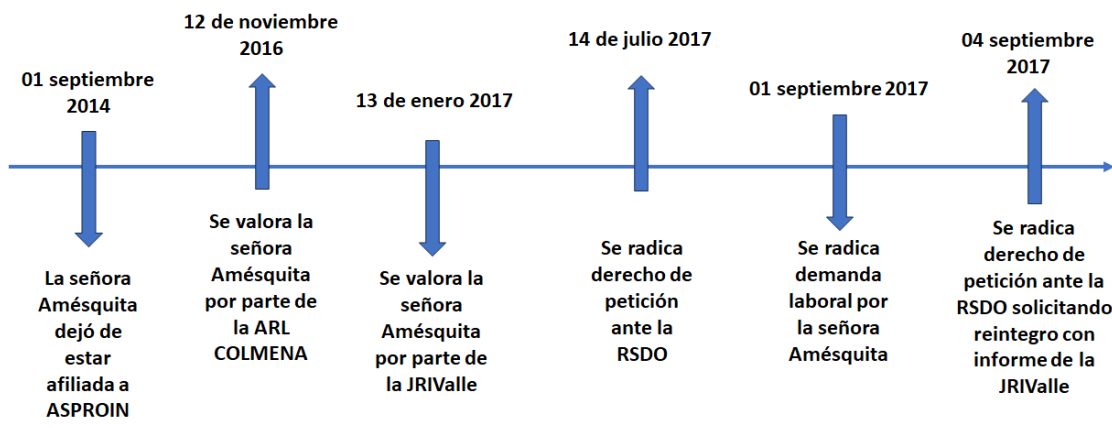 01 septiembre
2014
La señora
Amésquita
dejó de
estar
afiliada a
ASPROIN
12 de noviembre
2016
Se valora la
señora
Amésquita
por parte de
la ARL
COLMENA
13 de enero 2017
Se valora la
señora
Amésquita
por parte de
la JRIValle
14 de julio 2017
Se radica
derecho de
petición
ante la
RSDO
01 septiembre 2017
Se radica
demanda
laboral por
la señora
Amésquita
04 septiembre
2017
Se radica
derecho de
petición ante la
RSDO solicitando
reintegro con
informe de la
JRIValle